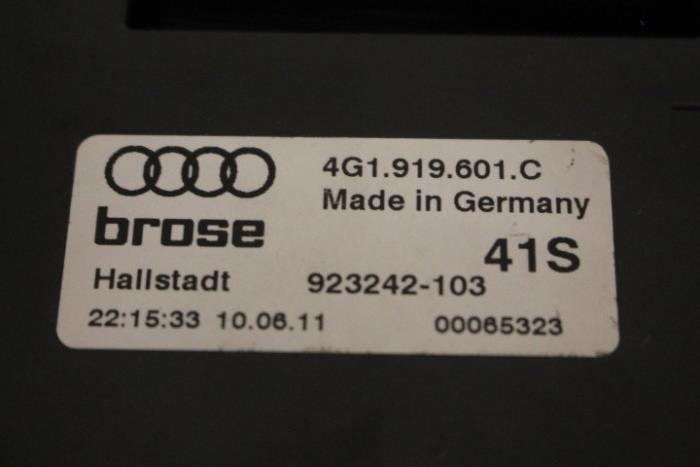 4G1.919.601.C
Made in Germany
brose
41S
Hallstadt 923242-103
22:15:33 10.06.11 00065323